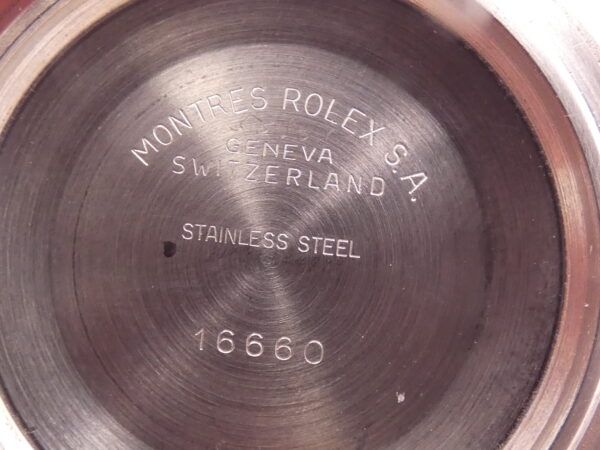 MONTRES ROLEX S.A.
GENEVA
SWITZERLAND
STAINLESS STEEL
16660